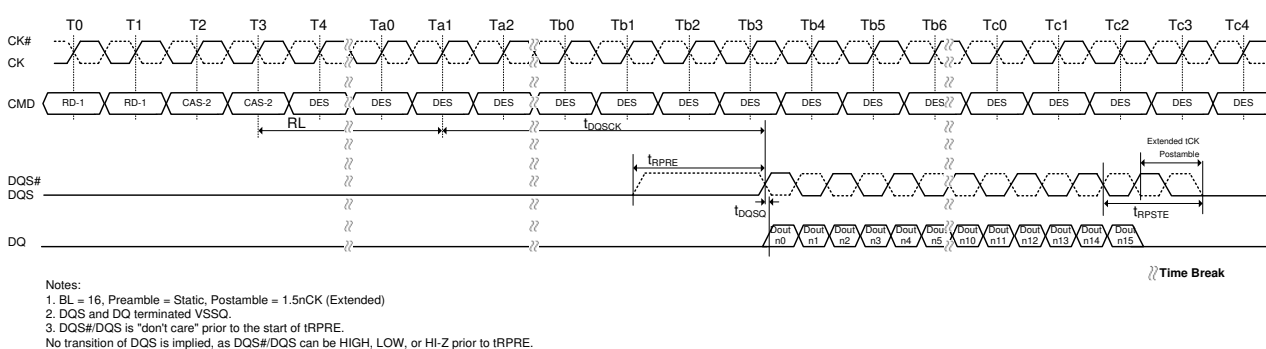 T0 T1 T2 T3 T4 Ta0 Ta1 Ta2 Tb0 Tb1 Tb2 Tb3 Tb4 Tb5 Tb6 Tc0 Tc1 Tc2 Tc3 Tc4
CK#
CK
CMD RD-1 RD-1 CAS-2 CAS-2 DES DES DES DES DES DES DES DES DES DES DES DES DES DES DES DES
RL tDQSCK
Extended tCK
Postamble
tRPRE
DQS#
DQS
tDQSQ tRPSTE
DQ
Dout n0 Dout n1 Dout n2 Dout n3 Dout n4 Dout n5 Dout n10 Dout n11 Dout n12 Dout n13 Dout n14 Dout n15
Time Break
Notes:
1. BL = 16, Preamble = Static, Postamble = 1.5nCK (Extended)
2. DQS and DQ terminated VSSQ.
3. DQS#/DQS is "don't care" prior to the start of tRPRE.
No transition of DQS is implied, as DQS#/DQS can be HIGH, LOW, or HI-Z prior to tRPRE.